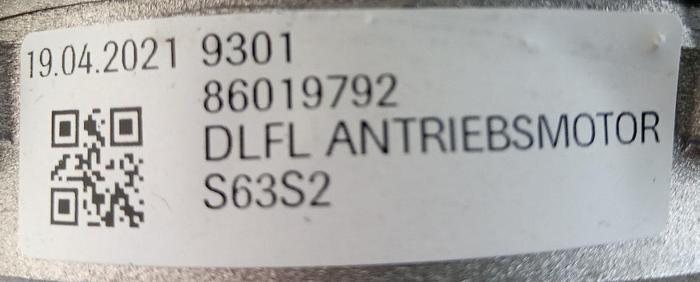 19.04.2021 9301
86019792
DLFL ANTRIEBSMOTOR
S63S2